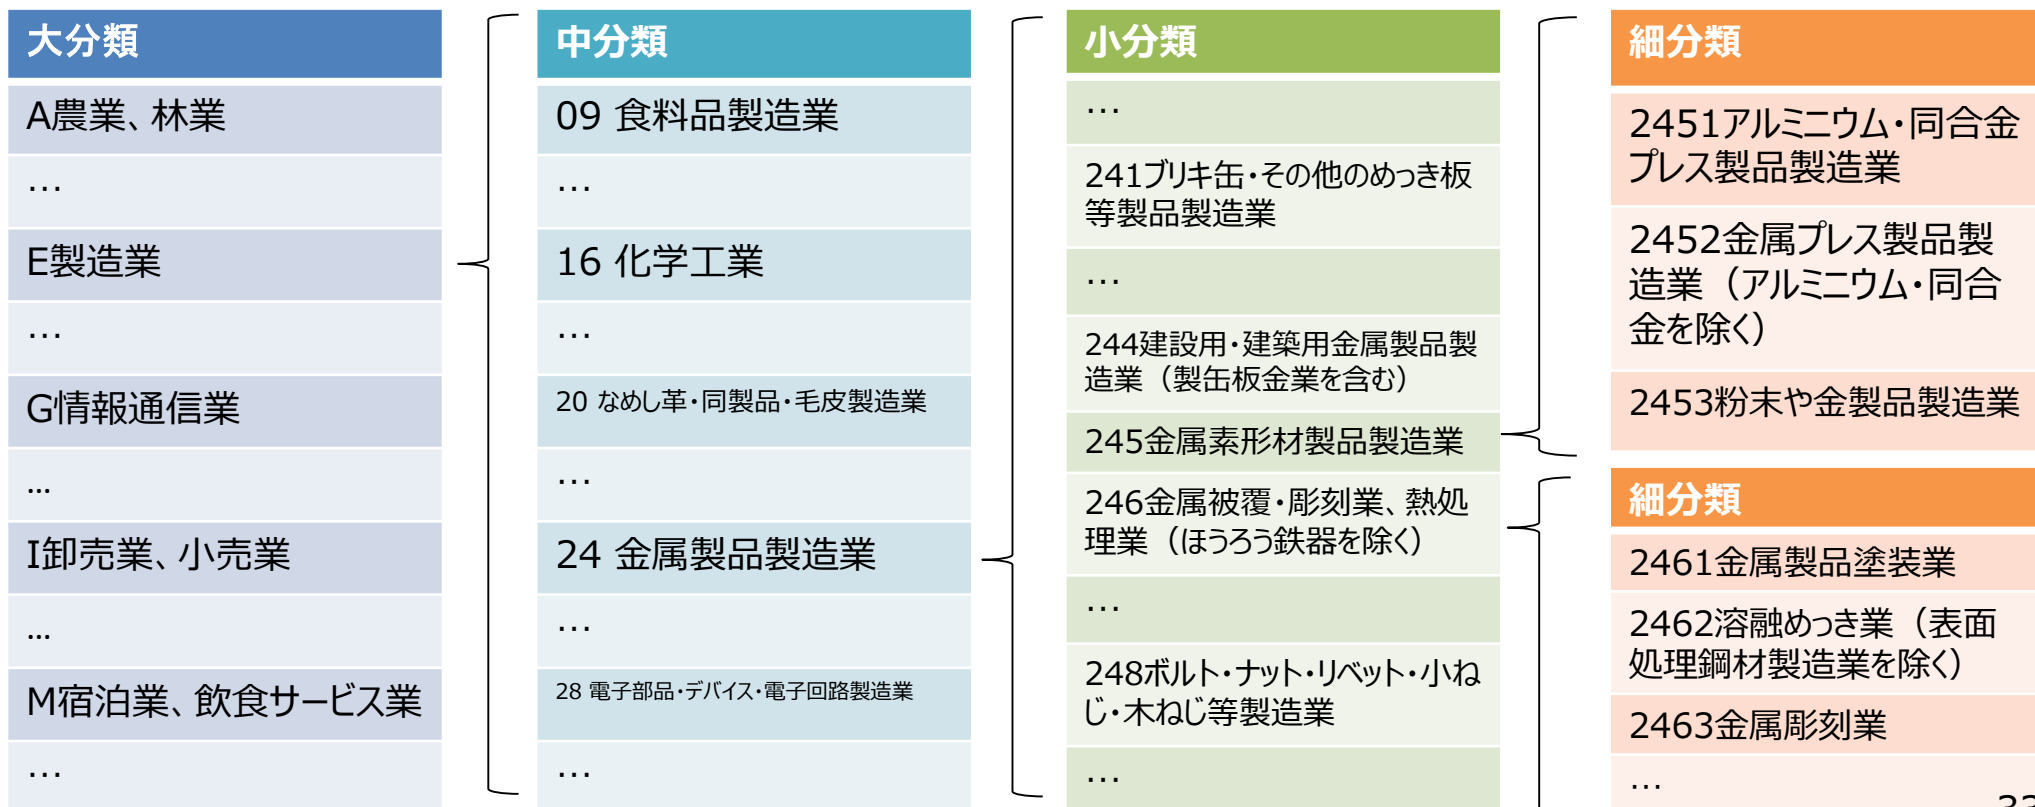 大分類
A農業、林業
…
E製造業
…
G情報通信業
...
I卸売業、小売業
...
M宿泊業、飲食サービス業
…
中分類
09 食料品製造業
…
16 化学工業
…
20 なめし革・同製品・毛皮製造業
…
24 金属製品製造業
…
28 電子部品・デバイス・電子回路製造業
…
小分類
…
241ブリキ缶・その他のめっき板
等製品製造業
…
244建設用・建築用金属製品製
造業（製缶板金業を含む）
245金属素形材製品製造業
246金属被覆・彫刻業、熱処
理業（ほうろう鉄器を除く）
…
248ボルト・ナット・リベット・小ね
じ・木ねじ等製造業
…
細分類
2451アルミニウム・同合金
プレス製品製造業
2452金属プレス製品製
造業（アルミニウム・同合
金を除く）
2453粉末や金製品製造業
細分類
2461金属製品塗装業
2462溶融めっき業（表面
処理鋼材製造業を除く）
2463金属彫刻業
…